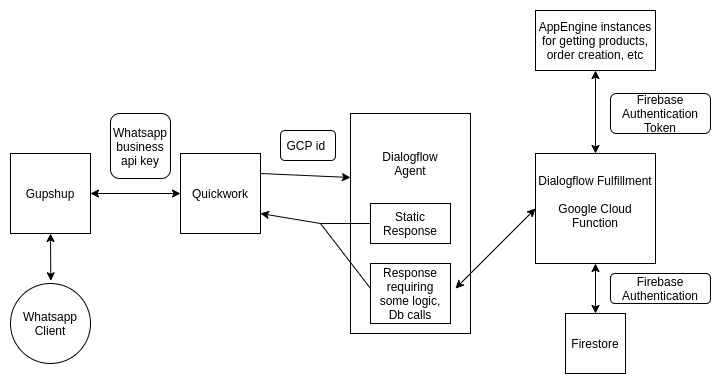 AppEngine instances
for getting products,
order creation, etc
Firebase
Authentication
Token
Whatsapp
business
api key
GCP id
Dialogflow
Agent
Gupshup
Quickwork
Dialogflow Fulfillment
Google Cloud
Function
Static
Response
Response
requiring
some logic,
Db calls
Firebase
Authentication
Whatsapp
Client
Firestore